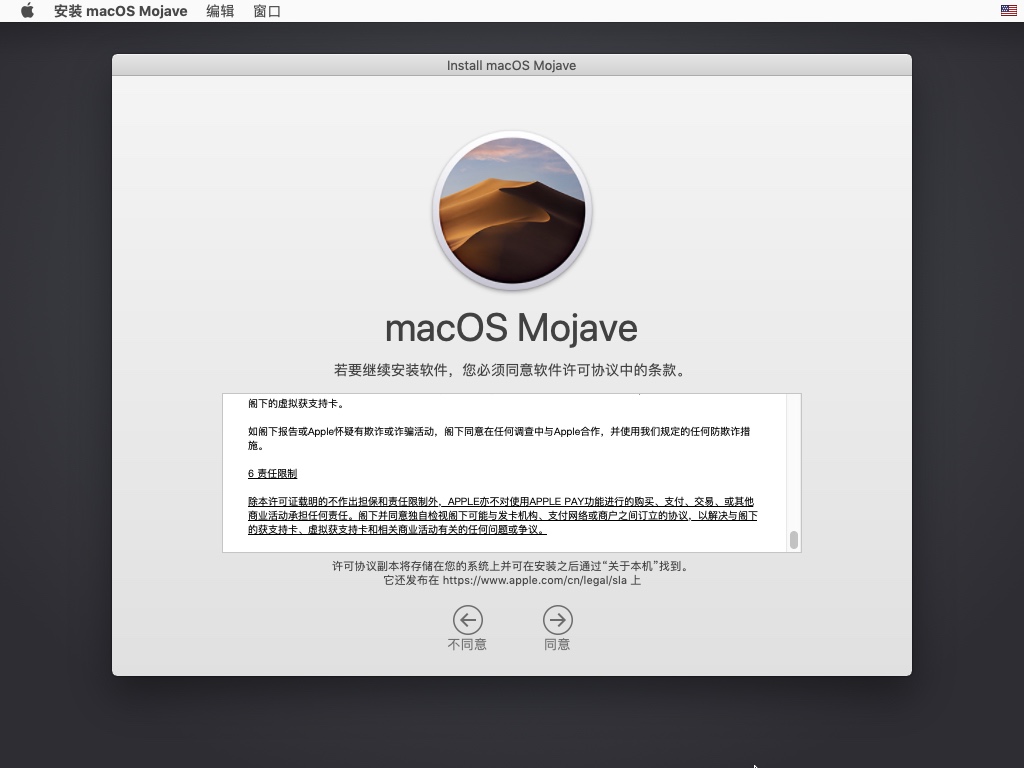 安装 macOS Mojave 编辑 窗口
Install macOS Mojave
macOS Mojave
若要继续安装软件，您必须同意软件许可协议中的条款。
阁下的虚拟获支持卡。
如阁下报告或Apple怀疑有欺诈或诈骗活动，阁下同意在任何调查中与Apple合作，并使用我们规定的任何防欺诈措
施。
6 责任限制
除本许可证载明的不作出担保和责任限制外，APPLE亦不对使用APPLE PAY功能进行的购买、支付、交易、或其他
商业活动承担任何责任。阁下并同意独自检视阁下可能与发卡机构、支付网络或商户之间订立的协议，以解决与阁下
的获支持卡、虚拟获支持卡和相关商业活动有关的任何问题或争议。
许可协议副本将存储在您的系统上并可在安装之后通过“关于本机”找到。
它还发布在 https://www.apple.com/cn/legal/sla 上
不同意 同意